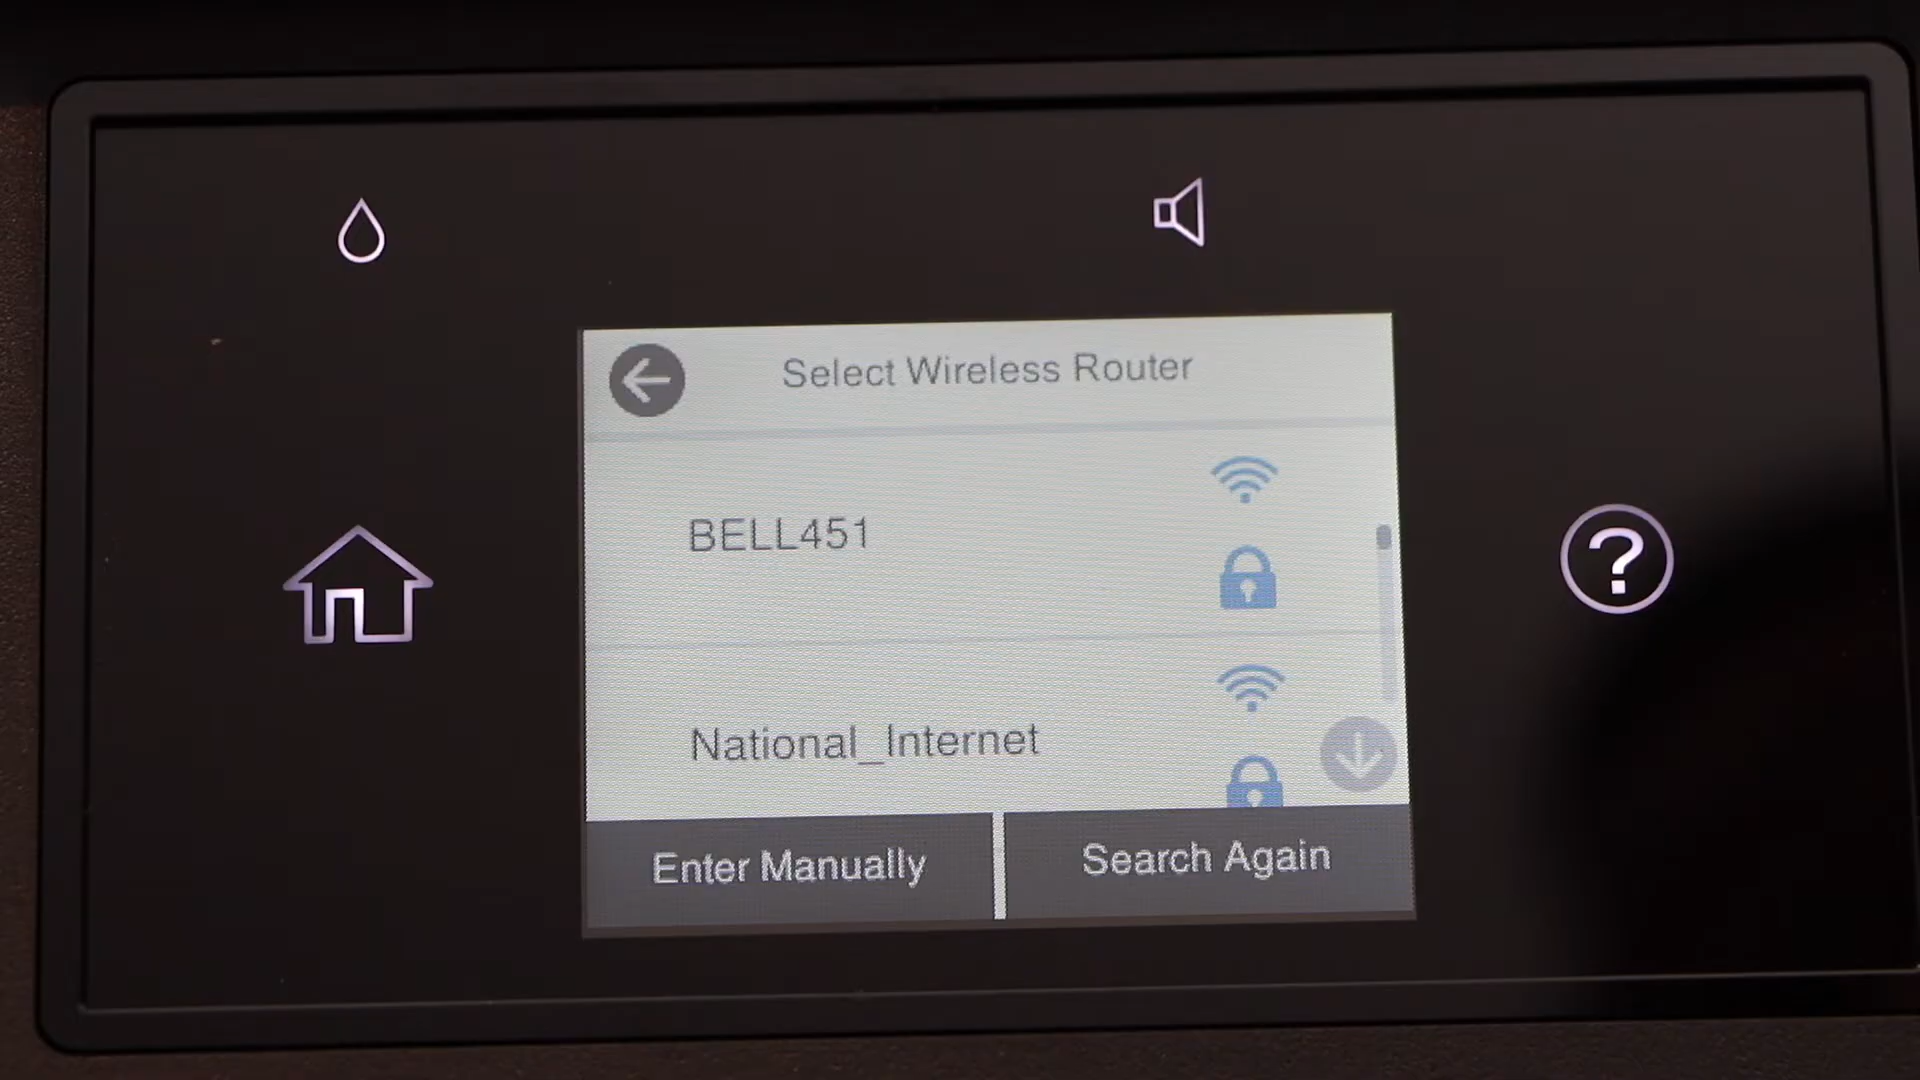 Select Wireless Router
BELL451
National_Internet
Enter Manually
Search Again